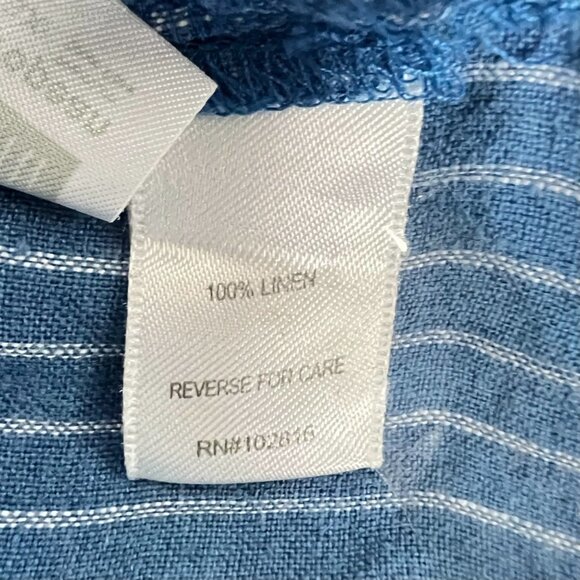 100% LINEN
REVERSE FOR CARE
RN#102816